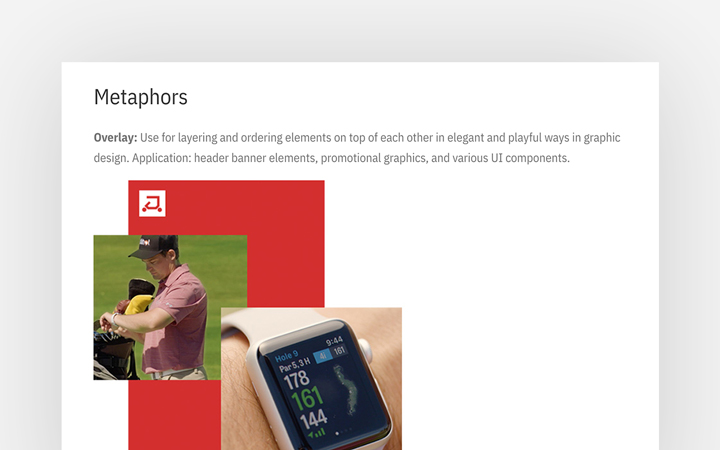 Metaphors
Overlay: Use for layering and ordering elements on top of each other in elegant and playful ways in graphic
design. Application: header banner elements, promotional graphics, and various UI components.
9:44
Hole 9
41 161
Par 5, 3 H
178
161
144